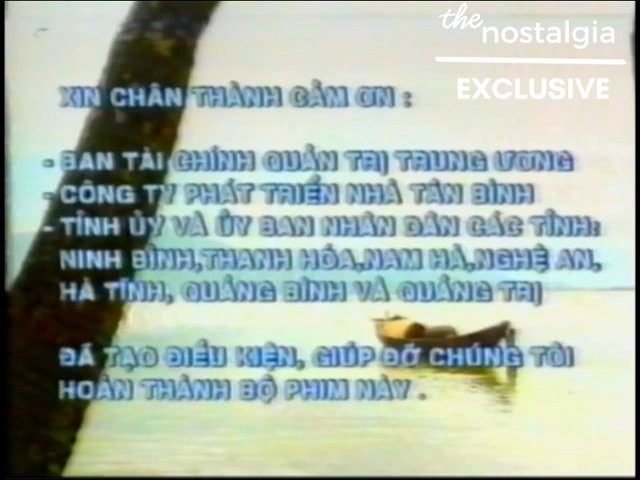 the nostalgia
EXCLUSIVE
XIN CHÂN THÀNH CẢM ƠN :
- BAN TÀI CHÍNH QUẢN TRỊ TRUNG ƯƠNG
- CÔNG TY PHÁT TRIỂN NHÀ TÂN BÌNH
- TỈNH ỦY VÀ ỦY BAN NHÂN DÂN CÁC TỈNH:
NINH BÌNH,THANH HÓA,NAM HÀ,NGHỆ AN,
HÀ TĨNH, QUẢNG BÌNH VÀ QUẢNG TRỊ
ĐÃ TẠO ĐIỀU KIỆN, GIÚP ĐỠ CHÚNG TÔI
HOÀN THÀNH BỘ PHIM NÀY .